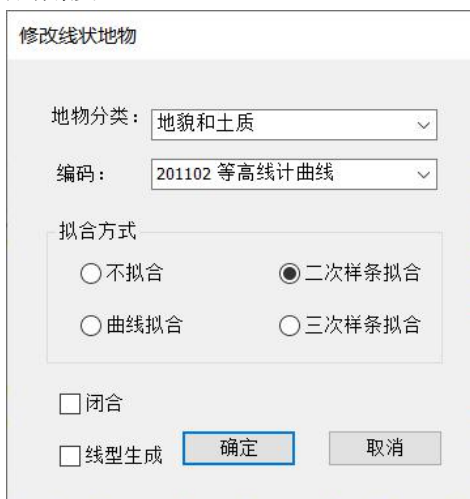 修改线状地物
地物分类：地貌和土质
编码：201102 等高线计曲线
拟合方式
不拟合 二次样条拟合
曲线拟合 三次样条拟合
闭合
线型生成 确定 取消